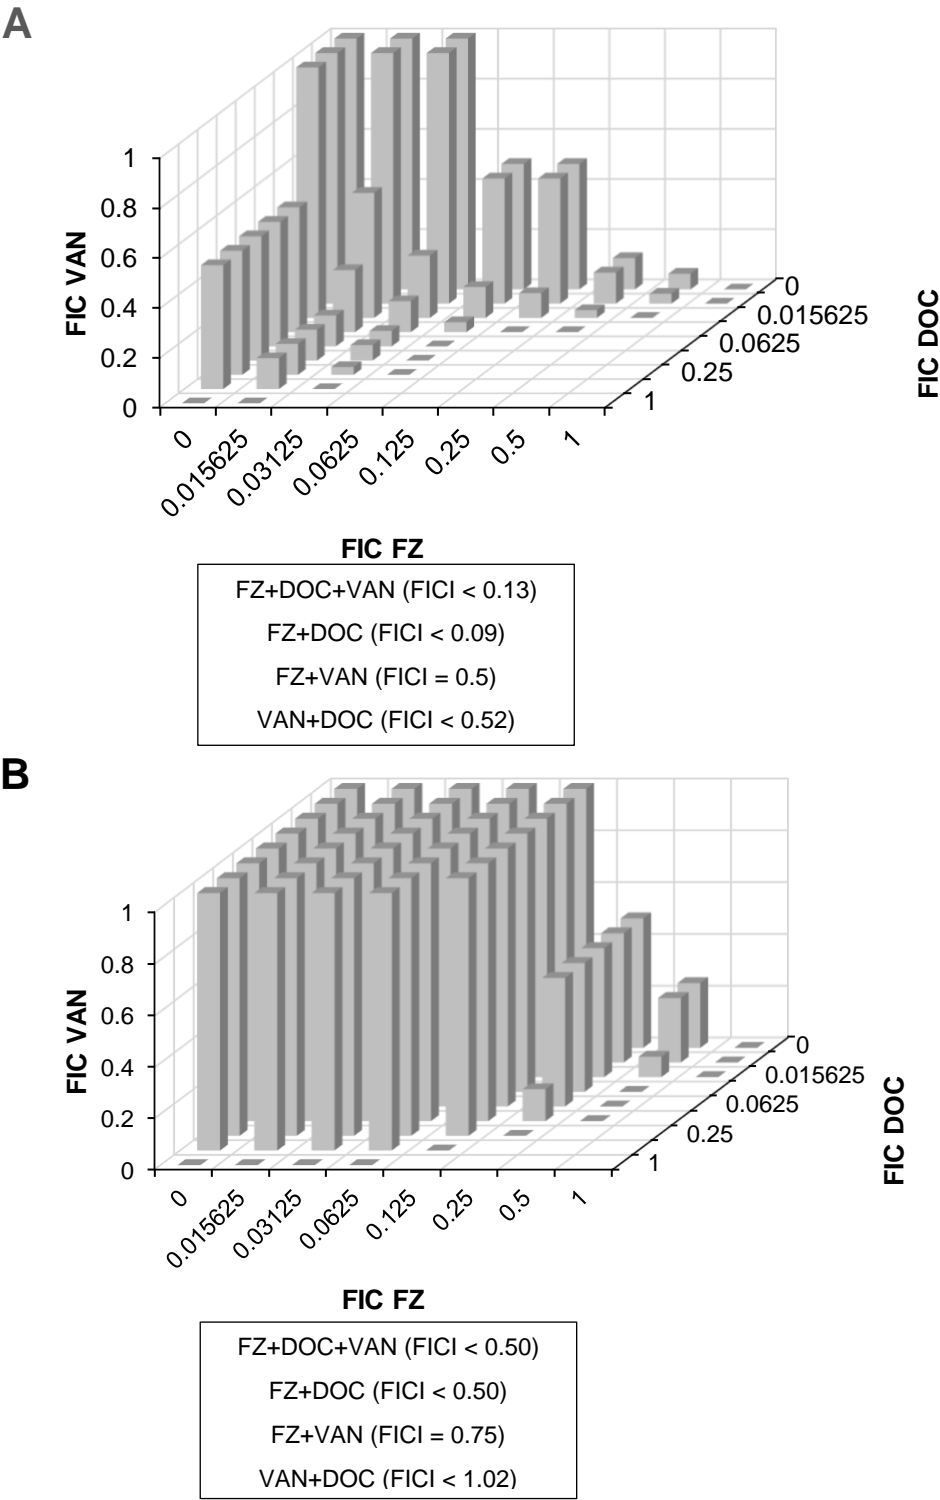 A
FIC VAN
1
0.8
0.6
0.4
0.2
0
0
0.015625
0.03125
0.0625
0.125
0.25
0.5
1
FIC FZ
0
0.015625
0.0625
0.25
1
FIC DOC
FZ+DOC+VAN (FICI < 0.13)
FZ+DOC (FICI < 0.09)
FZ+VAN (FICI = 0.5)
VAN+DOC (FICI < 0.52)
B
FIC VAN
1
0.8
0.6
0.4
0.2
0
0
0.015625
0.03125
0.0625
0.125
0.25
0.5
1
FIC FZ
0
0.015625
0.0625
0.25
1
FIC DOC
FZ+DOC+VAN (FICI < 0.50)
FZ+DOC (FICI < 0.50)
FZ+VAN (FICI = 0.75)
VAN+DOC (FICI < 1.02)